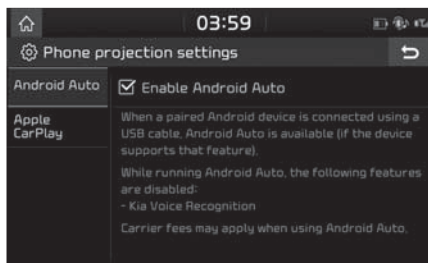 03:59
Phone projection settings
Android Auto
Enable Android Auto
Apple
CarPlay
When a paired Android device is connected using a
USB cable, Android Auto is available (if the device
supports that feature).
While running Android Auto, the following features
are disabled:
- Kia Voice Recognition
Carrier fees may apply when using Android Auto.